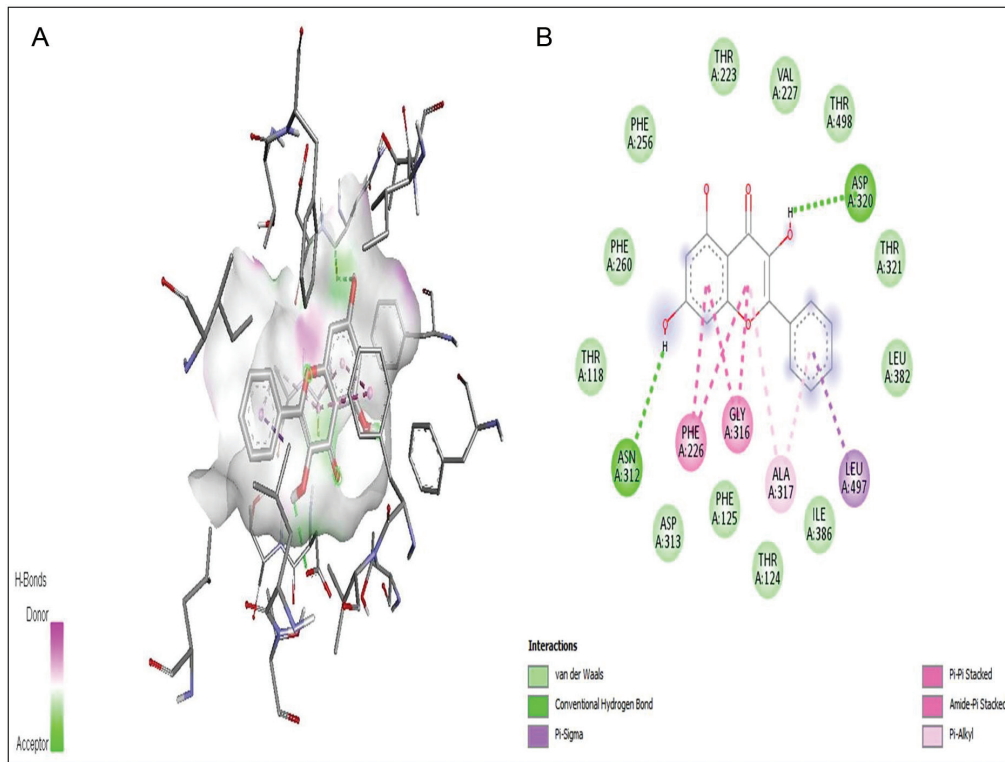 A
H-Bonds
Donor
Acceptor
B
THR
A:223
VAL
A:227
THR
A:498
PHE
A:256
ASP
A:320
O
O
H
O
PHE
A:260
THR
A:321
O
H
O
THR
A:118
LEU
A:382
GLY
A:316
PHE
A:226
ASN
A:312
ALA
A:317
LEU
A:497
PHE
A:125
ASP
A:313
ILE
A:386
THR
A:124
Interactions
van der Waals
Conventional Hydrogen Bond
Pi-Sigma
Pi-Pi Stacked
Amide-Pi Stacked
Pi-Alkyl